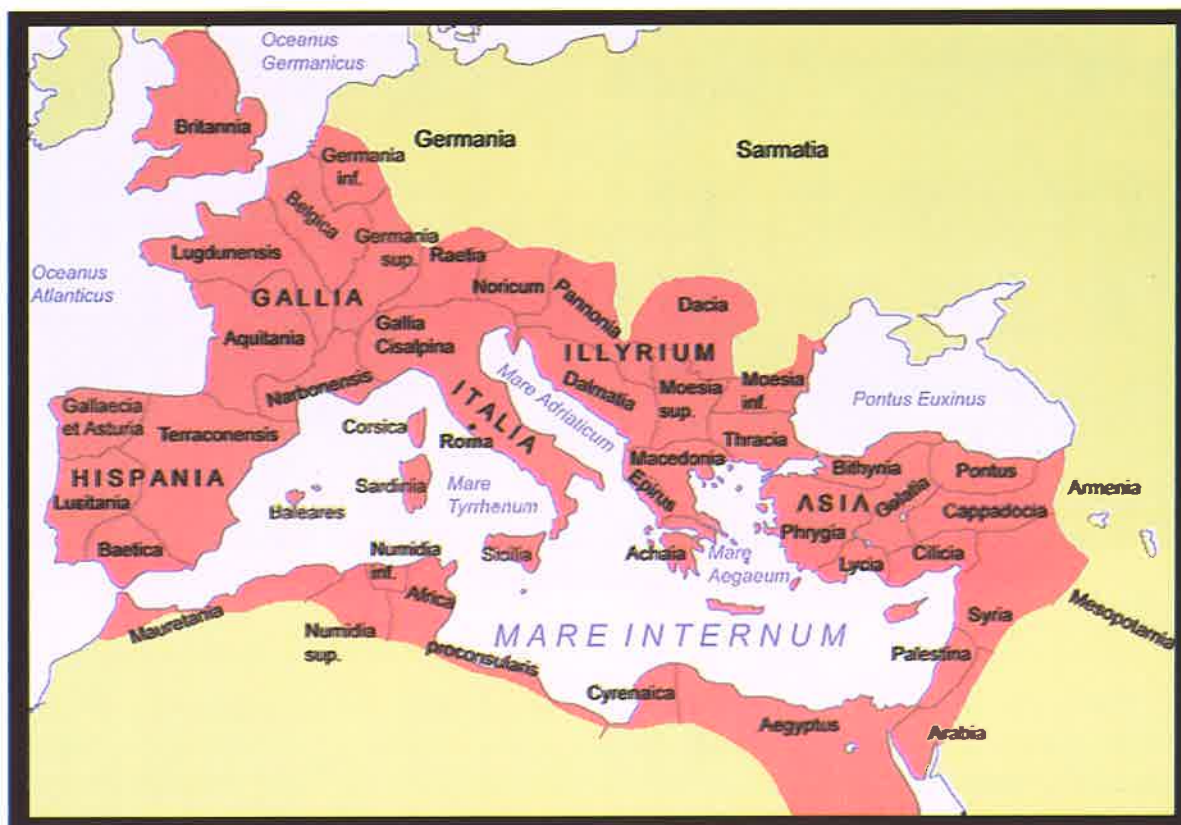 Oceanus
Germanicus
Britannia
Germania
Sarmatia
Germania
inf.
Belgica
Lugdunensis
Germania
sup.
Raetia
Oceanus
Atlanticus
GALLIA
Noricum
Pannonia
Dacia
Aquitania
Gallia
Cisalpina
ILLYRIUM
Narbonensis
ITALIA
Mare Adriaticum
Dalmatia
Moesia
sup.
Moesia
inf.
Pontus Euxinus
Gallaecia
et Asturia
Terraconensis
Corsica
Roma
Thracia
Macedonia
Epirus
Bithynia
Pontus
HISPANIA
Lusitania
Sardinia
Mare
Tyrrhenum
Armenia
Baleares
ASIA
Galatia
Cappadocia
Phrygia
Baetica
Numidia
inf.
Sicilia
Achaia
Mare
Aegaeum
Lycia
Cilicia
Africa
proconsularis
Mauretania
Numidia
sup.
MARE INTERNUM
Syria
Mesopotamia
Palestina
Cyrenaica
Aegyptus
Arabia